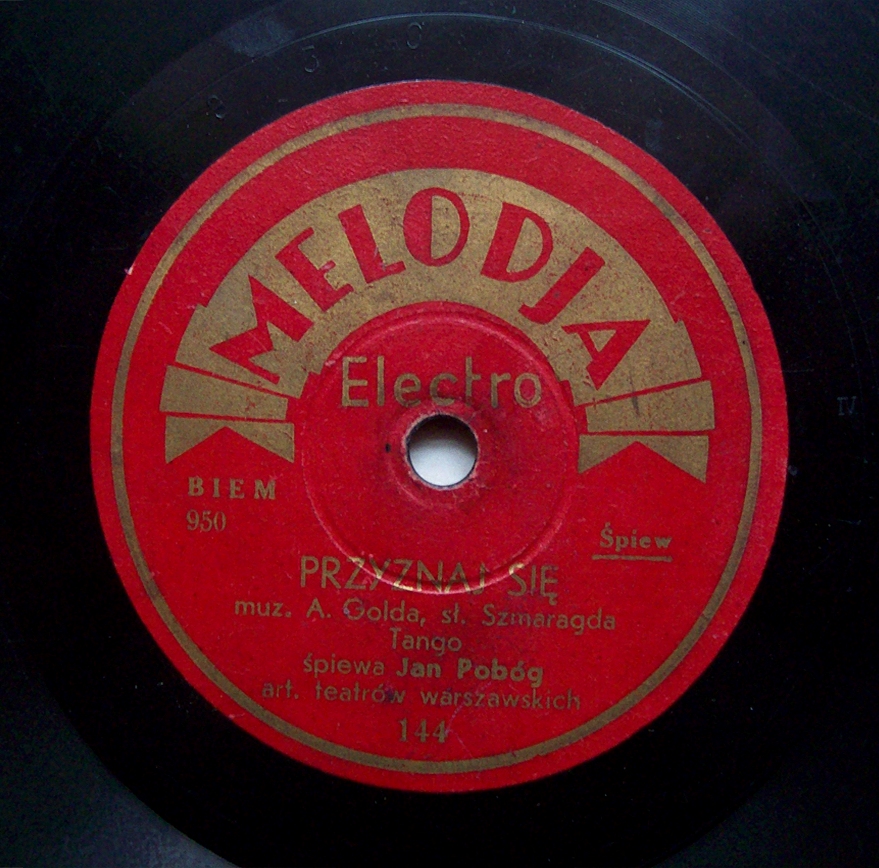 MELODJA
Electro
BIEM
950
Śpiew
PRZYZNAJ SIĘ
muz. A. Golda, sł. Szmaragda
Tango
śpiewa Jan Pobóg
art. teatrów warszawskich
144
IV